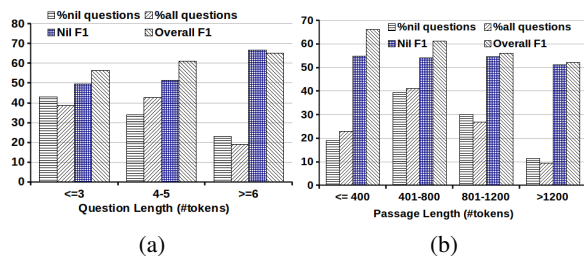 %nil questions %all questions
Nil F1 Overall F1
80
70
60
50
40
30
20
10
0
<=3 4-5 >=6
Question Length (#tokens)
(a)
%nil questions %all questions
Nil F1 Overall F1
70
60
50
40
30
20
10
0
<= 400 401-800 801-1200 >1200
Passage Length (#tokens)
(b)